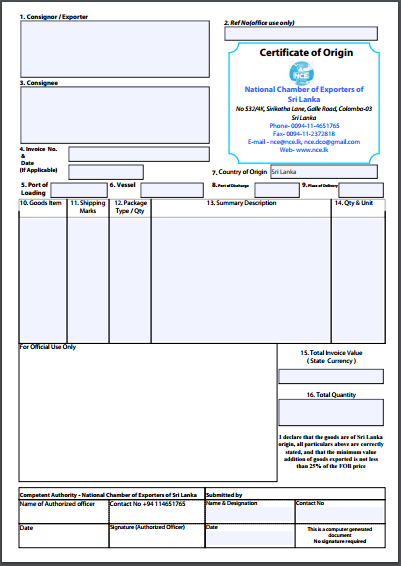 1. Consignor / Exporter
2. Ref No(office use only)
Certificate of Origin
NCE
National Chamber of Exporters of
Sri Lanka
No 532/4K, Sirikotha Lane, Galle Road, Colombo-03
Sri Lanka
Phone- 0094-11-4651765
Fax- 0094-11-2372818
E-mail - nce@nce.lk, nce.dco@gmail.com
Web- www.nce.lk
3. Consignee
4. Invoice No.
&
Date
(If Applicable)
7. Country of Origin Sri Lanka
5. Port of
Loading
6. Vessel
8. Port of Discharge
9. Place of Delivery
10. Goods Item
11. Shipping
Marks
12. Package
Type / Qty
13. Summary Description
14. Qty & Unit
For Official Use Only
15. Total Invoice Value
( State Currency )
16. Total Quantity
I declare that the goods are of Sri Lanka
origin, all particulars above are correctly
stated, and that the minimum value
addition of goods exported is not less
than 25% of the FOB price
Competent Authority - National Chamber of Exporters of Sri Lanka
Submitted by
Name of Authorized officer
Contact No +94 114651765
Name & Designation
Contact No
Date
Signature (Authorized Officer)
Date
This is a computer generated
document
No signature required